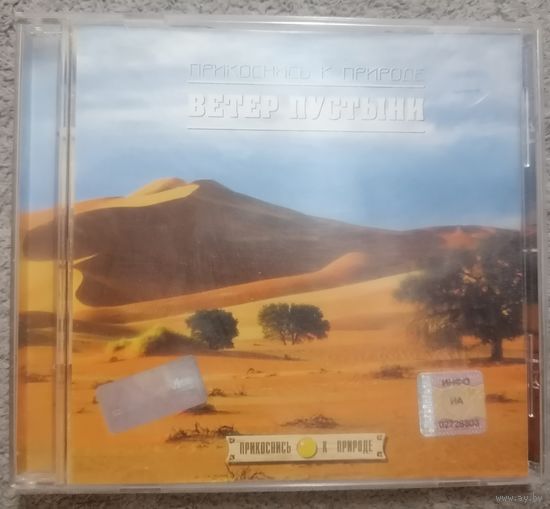 ПРИКОСНИСЬ К ПРИРОДЕ
ВЕТЕР ПУСТЫНИ
ИНФО
ИА
02728803
ПРИКОСНИСЬ К ПРИРОДЕ
www.ay.by